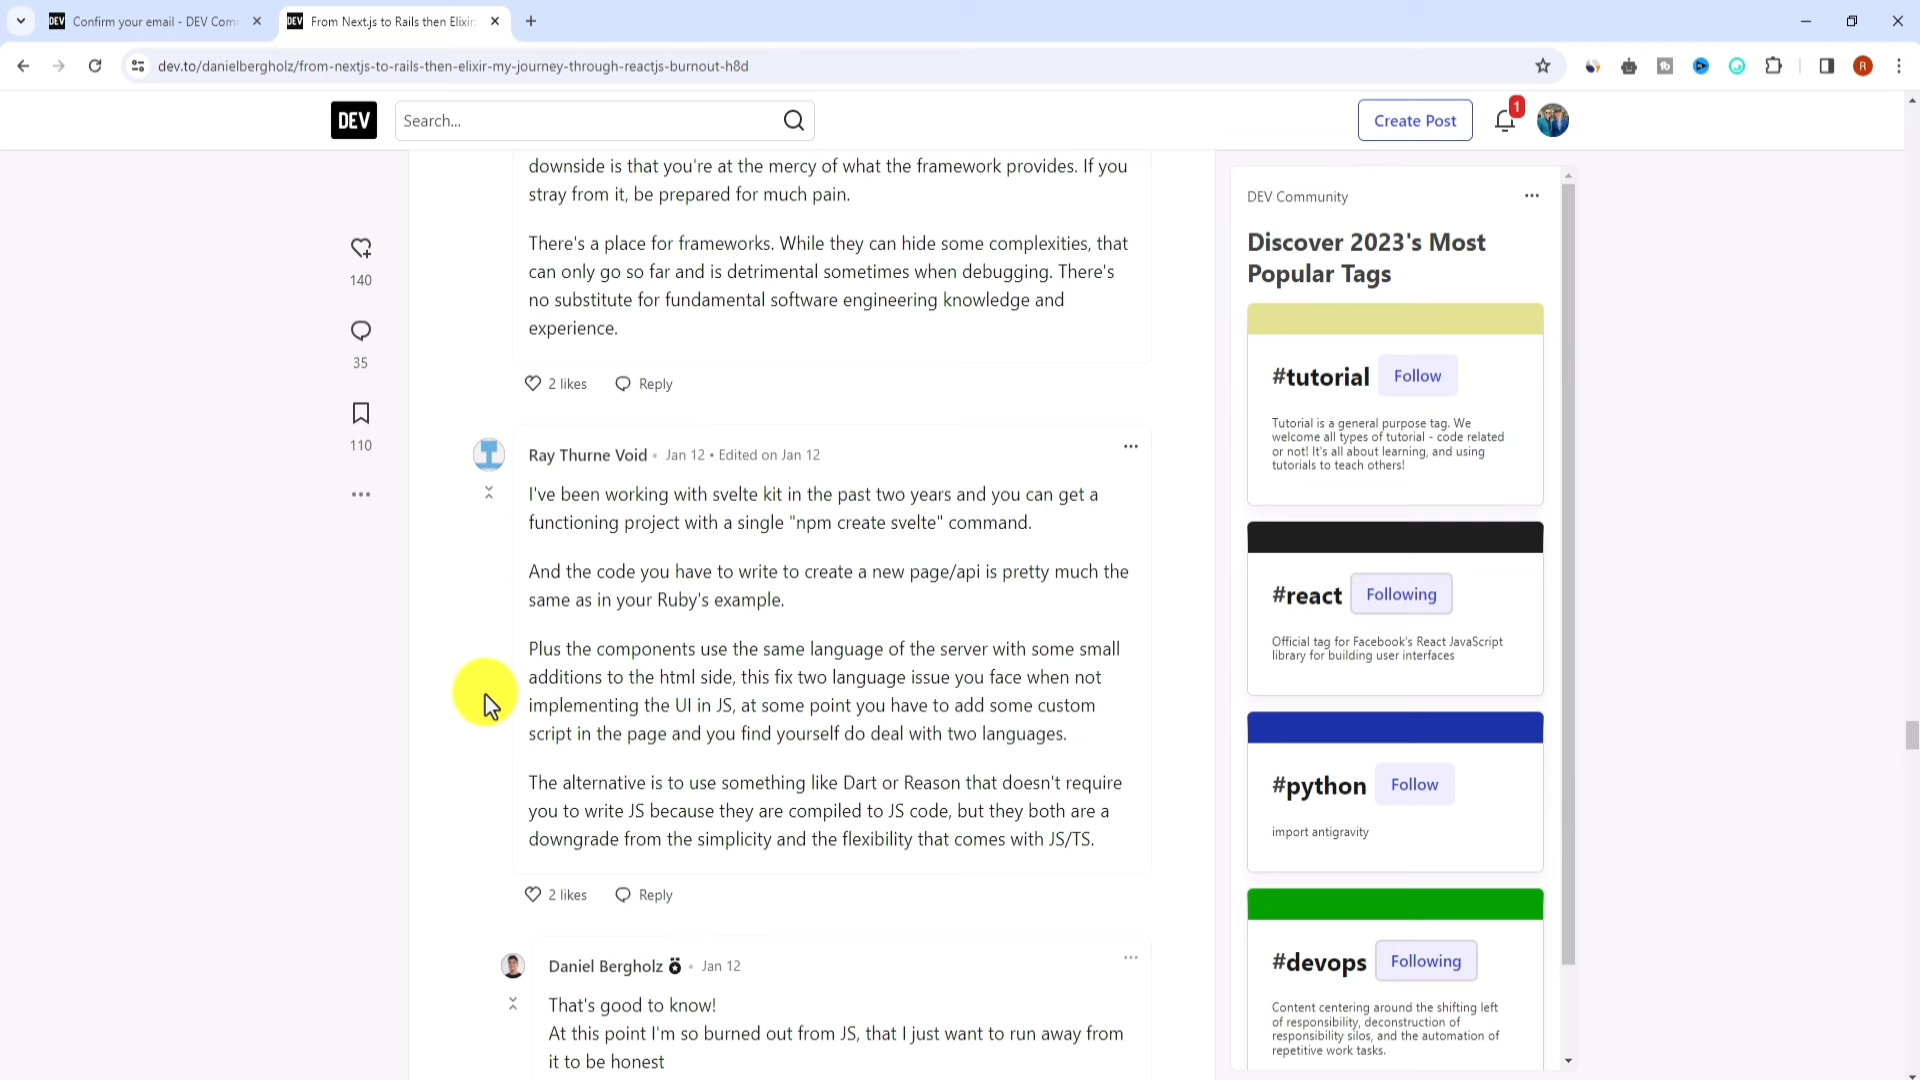 DEV Confirm your email - DEV Com
DEV From Next.js to Rails then Elixir
dev.to/danielbergholz/from-nextjs-to-rails-then-elixir-my-journey-through-reactjs-burnout-h8d
R
DEV
Search...
Create Post
1
140
35
110
downside is that you're at the mercy of what the framework provides. If you
stray from it, be prepared for much pain.
There's a place for frameworks. While they can hide some complexities, that
can only go so far and is detrimental sometimes when debugging. There's
no substitute for fundamental software engineering knowledge and
experience.
2 likes Reply
Ray Thurne Void • Jan 12 • Edited on Jan 12
I've been working with svelte kit in the past two years and you can get a
functioning project with a single "npm create svelte" command.
And the code you have to write to create a new page/api is pretty much the
same as in your Ruby's example.
Plus the components use the same language of the server with some small
additions to the html side, this fix two language issue you face when not
implementing the UI in JS, at some point you have to add some custom
script in the page and you find yourself do deal with two languages.
The alternative is to use something like Dart or Reason that doesn't require
you to write JS because they are compiled to JS code, but they both are a
downgrade from the simplicity and the flexibility that comes with JS/TS.
2 likes Reply
Daniel Bergholz • Jan 12
That's good to know!
At this point I'm so burned out from JS, that I just want to run away from
it to be honest
DEV Community
Discover 2023's Most
Popular Tags
#tutorial Follow
Tutorial is a general purpose tag. We
welcome all types of tutorial - code related
or not! It's all about learning, and using
tutorials to teach others!
#react Following
Official tag for Facebook's React JavaScript
library for building user interfaces
#python Follow
import antigravity
#devops Following
Content centering around the shifting left
of responsibility, deconstruction of
responsibility silos, and the automation of
repetitive work tasks.